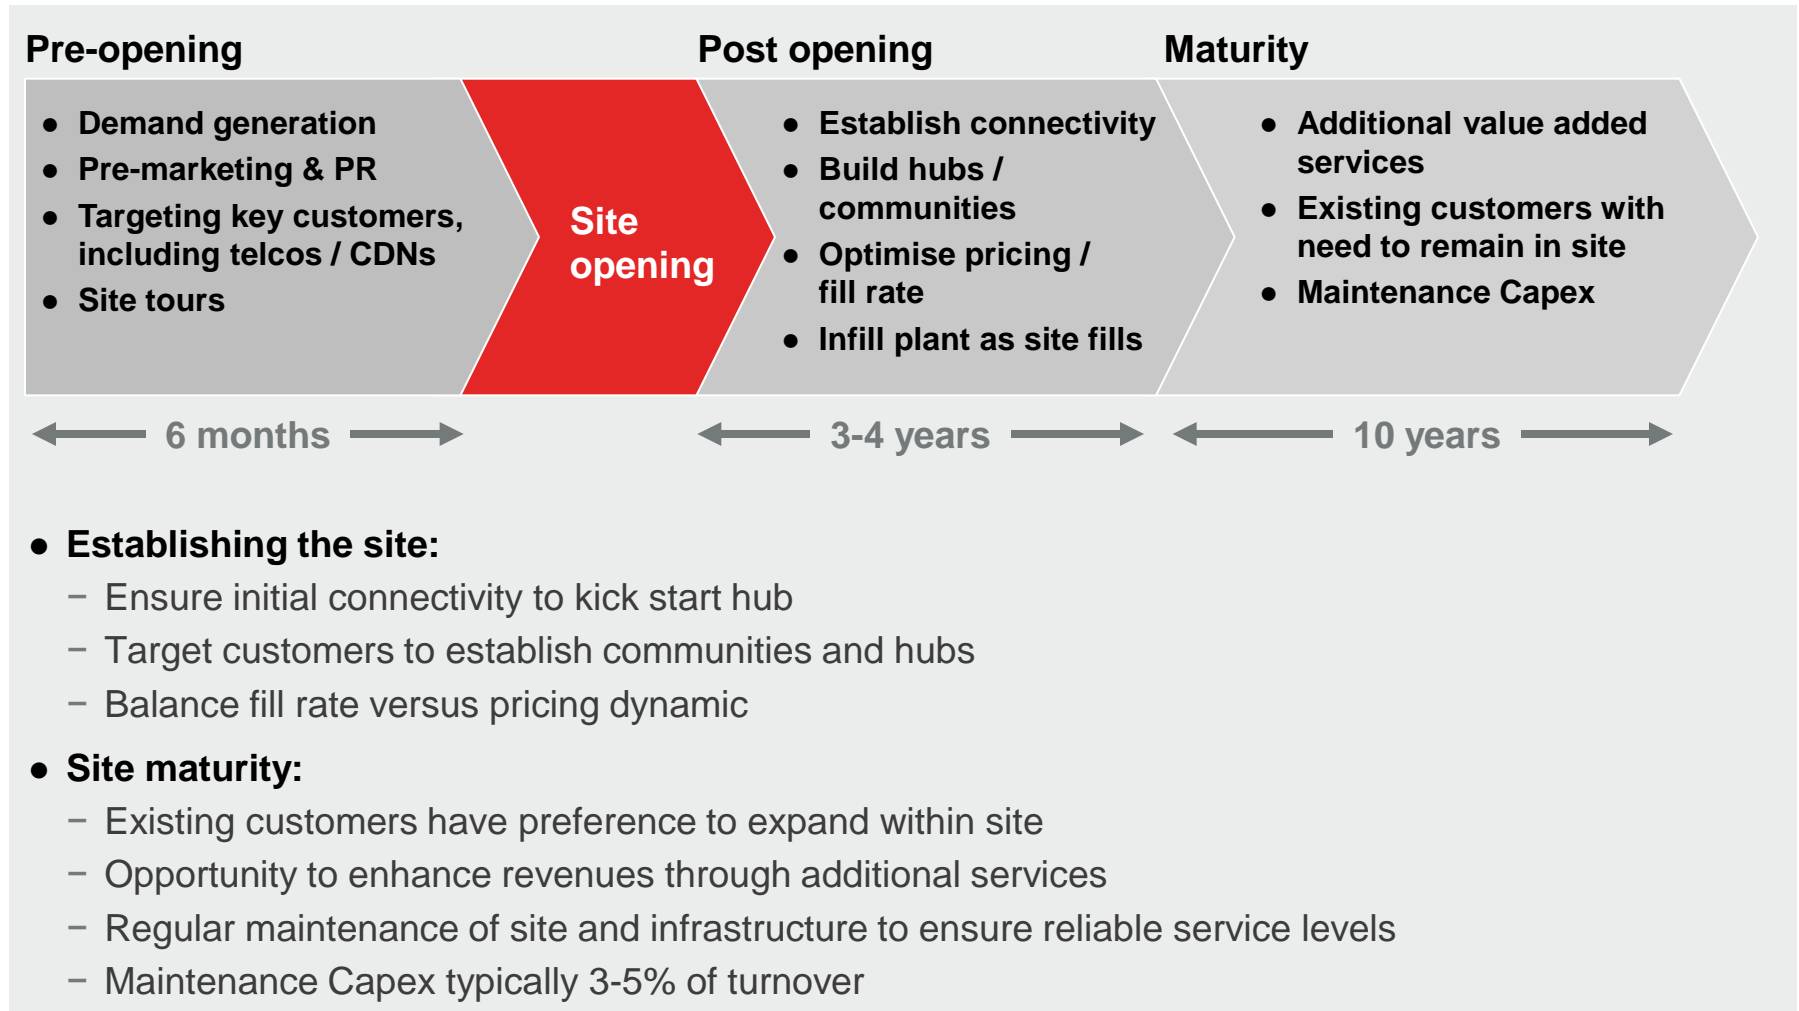 Pre-opening
● Demand generation
● Pre-marketing & PR
● Targeting key customers,
including telcos / CDNs
● Site tours
6 months
Site
opening
Post opening
● Establish connectivity
● Build hubs /
communities
● Optimise pricing /
fill rate
● Infill plant as site fills
3-4 years
Maturity
● Additional value added
services
● Existing customers with
need to remain in site
● Maintenance Capex
10 years
● Establishing the site:
− Ensure initial connectivity to kick start hub
− Target customers to establish communities and hubs
− Balance fill rate versus pricing dynamic
● Site maturity:
− Existing customers have preference to expand within site
− Opportunity to enhance revenues through additional services
− Regular maintenance of site and infrastructure to ensure reliable service levels
− Maintenance Capex typically 3-5% of turnover